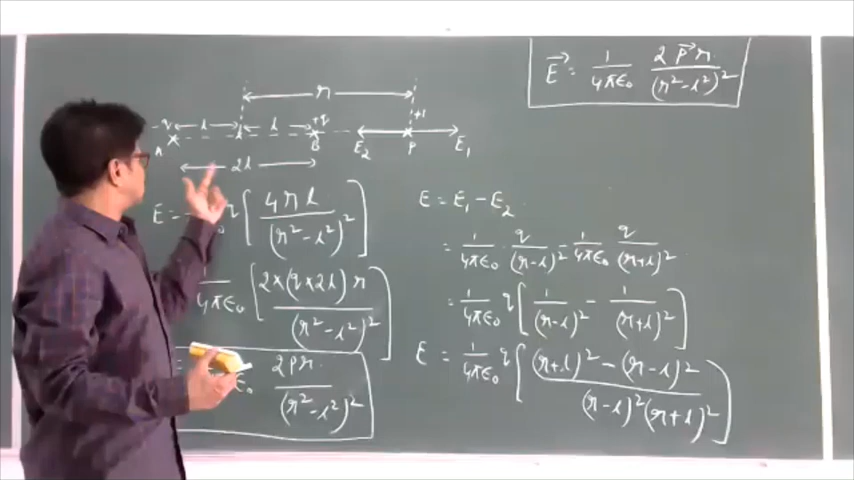 E⃗ = 1/4πϵ₀ 2p⃗r/(r²-l²)²
r
-q l l +q +1
A B E₂ P E₁
2l
E = q[4rl/(r²-l²)²]
4πϵ₀ [2×(q×2l)r/(r²-l²)²]
ϵ₀ 2pr/(r²-l²)²
E = E₁ - E₂
= 1/4πϵ₀ q/(r-l)² - 1/4πϵ₀ q/(r+l)²
= 1/4πϵ₀ q[1/(r-l)² - 1/(r+l)²]
E = 1/4πϵ₀ q[(r+l)² - (r-l)²/(r-l)²(r+l)²]